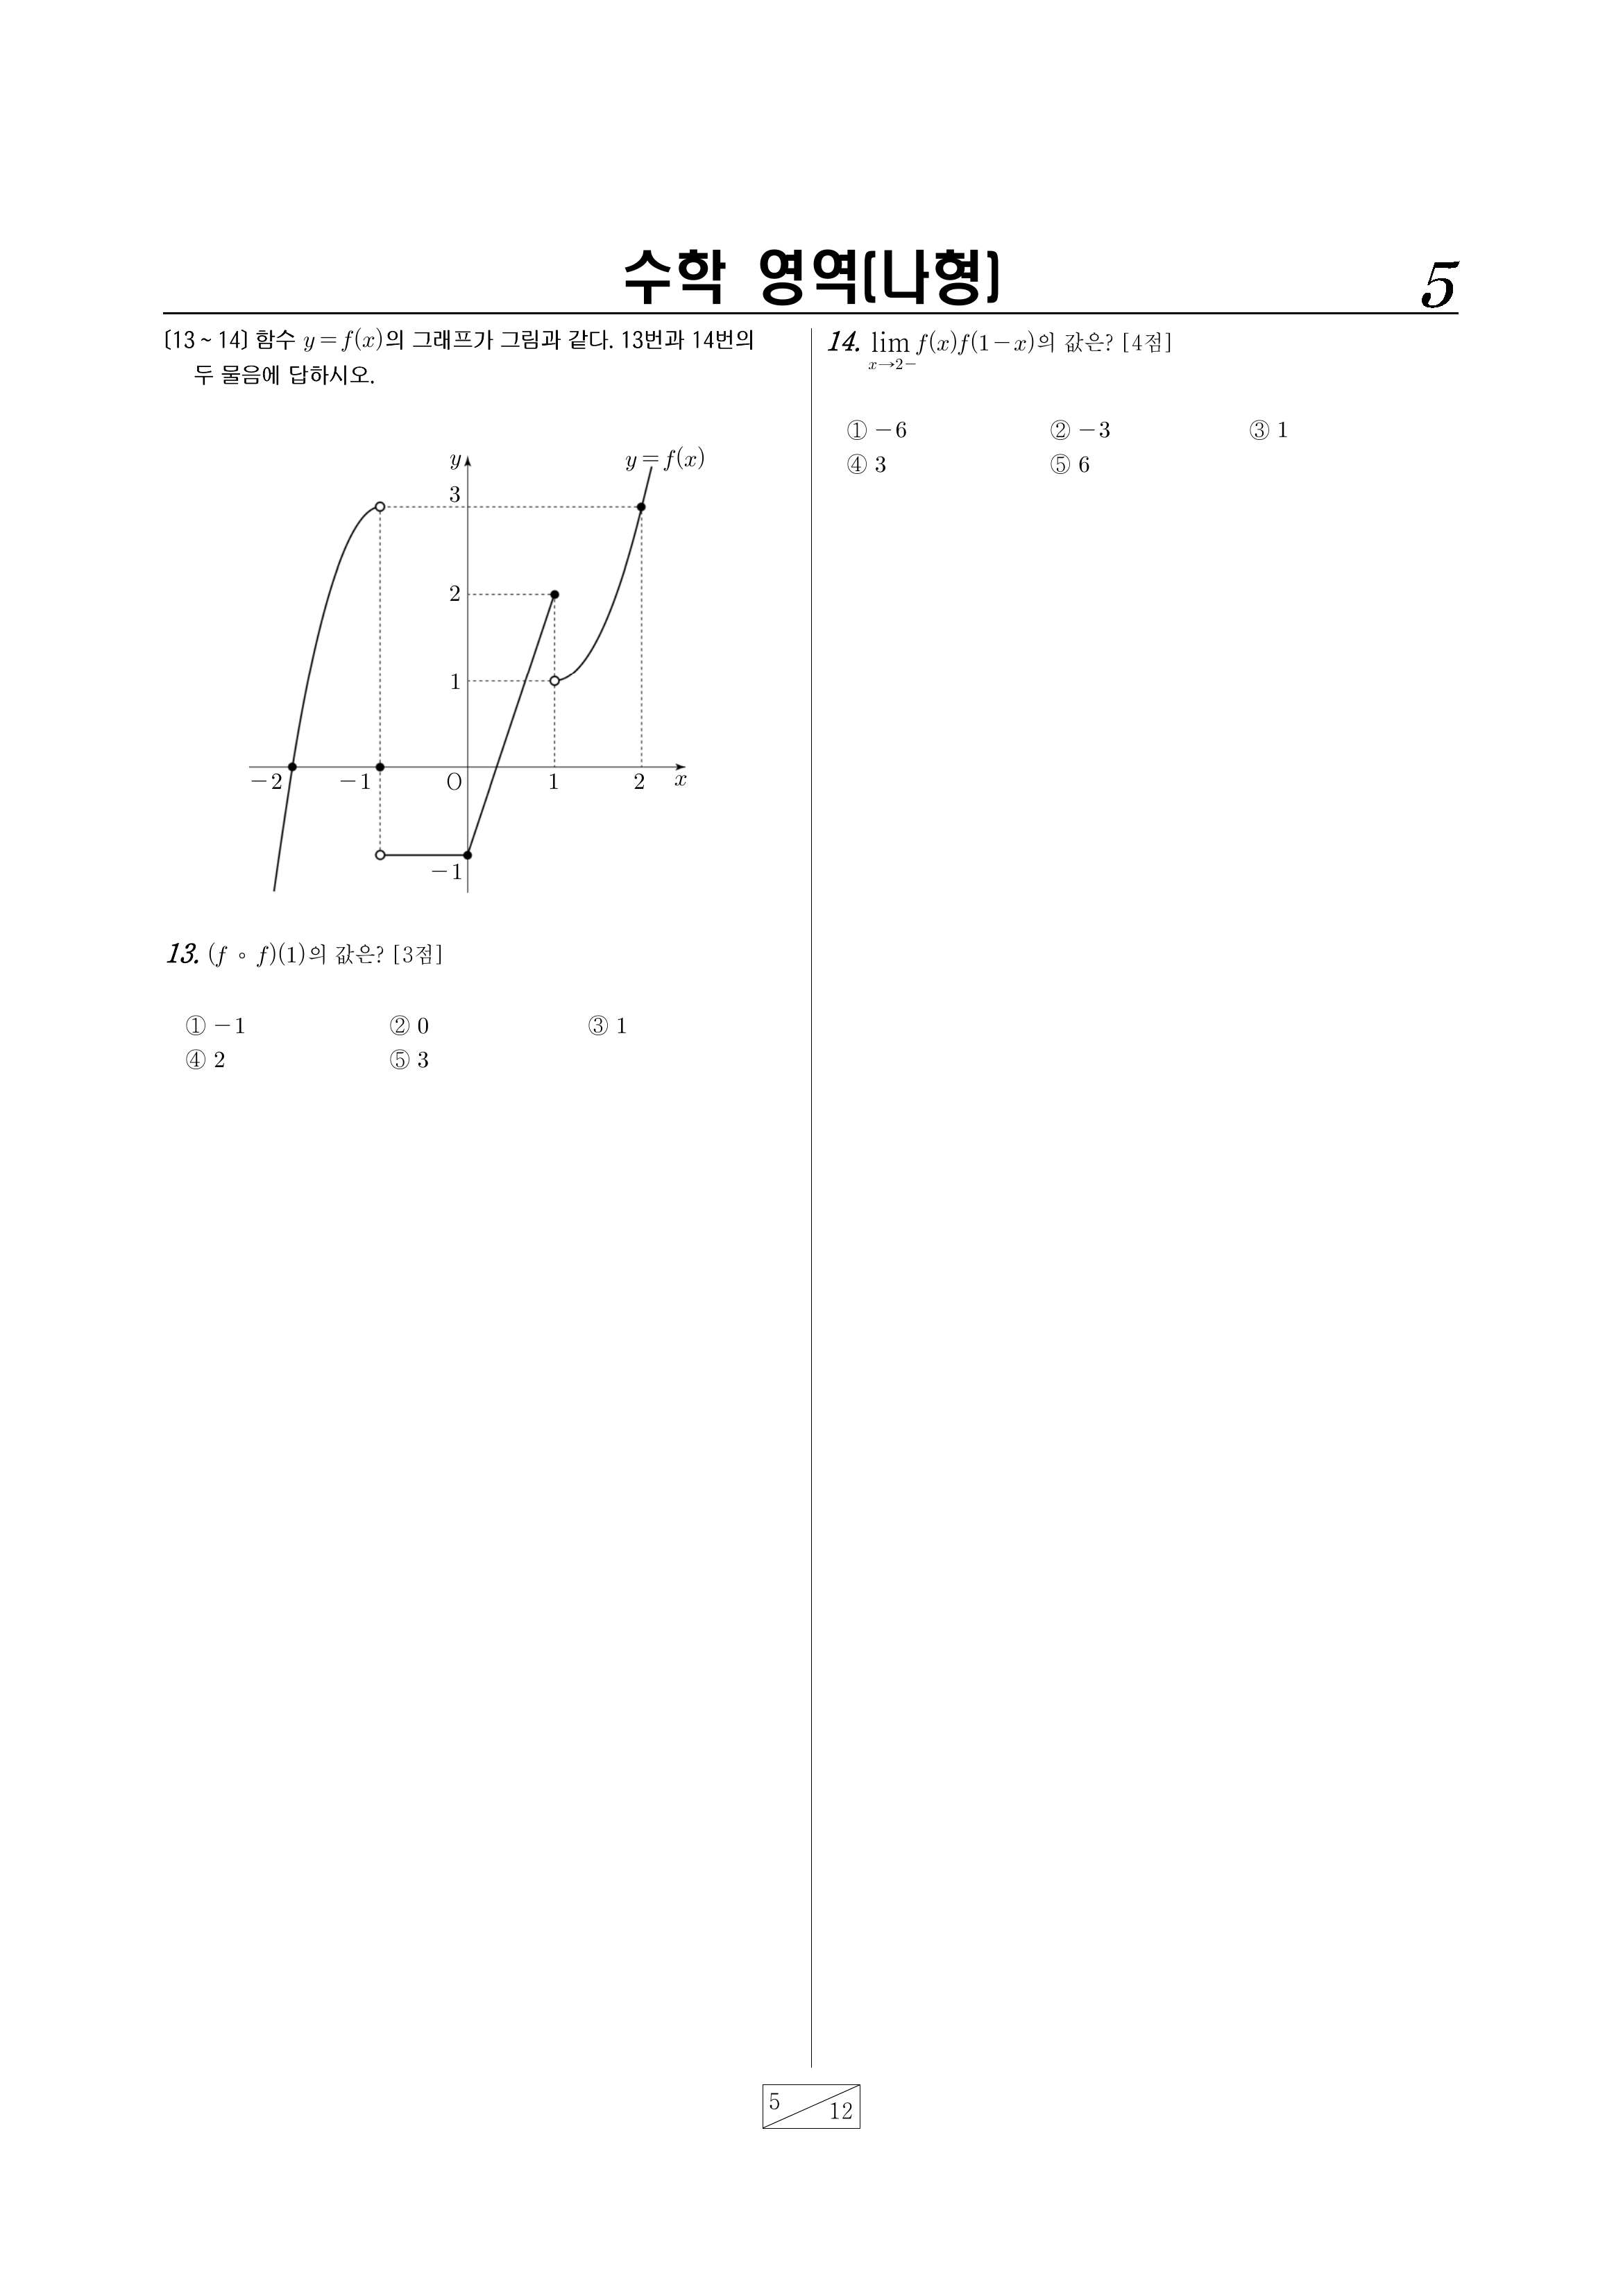 수학 영역(나형)
5
[13 ~ 14] 함수 y = f(x)의 그래프가 그림과 같다. 13번과 14번의
두 물음에 답하시오.
y
y = f(x)
3
2
1
-2
-1
O
1
2
x
-1
13. (f ∘ f)(1)의 값은? [3점]
① -1 ② 0 ③ 1
④ 2 ⑤ 3
14. lim f(x)f(1-x)의 값은? [4점]
x→2-
① -6 ② -3 ③ 1
④ 3 ⑤ 6
5
12